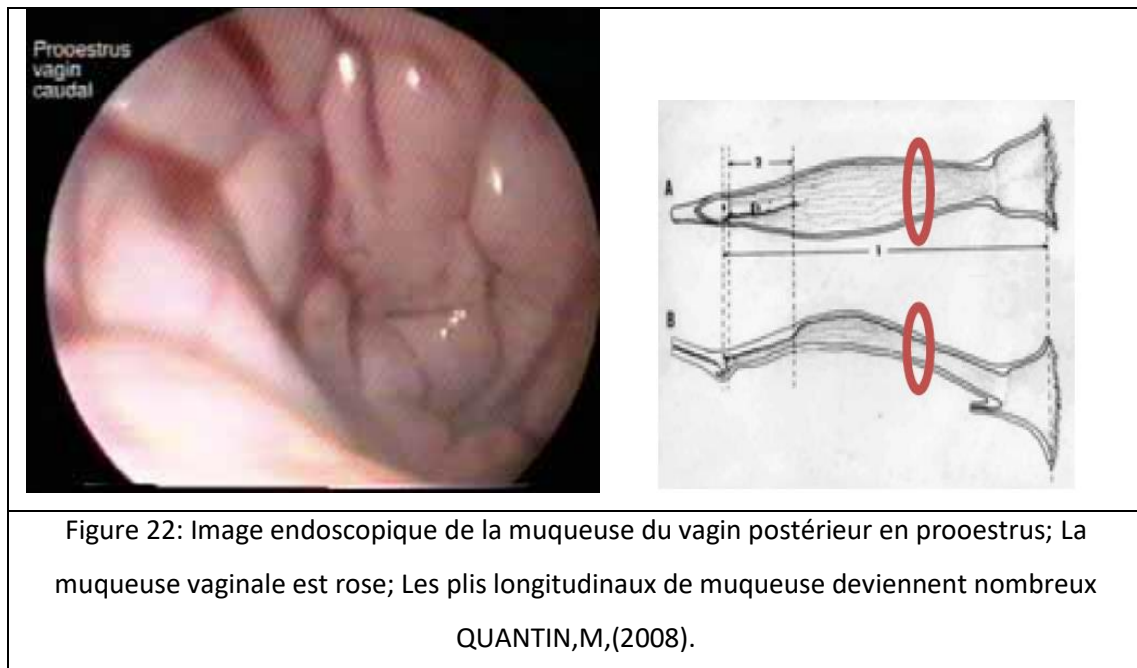 Prooestrus
vagin
caudal
A
B
Figure 22: Image endoscopique de la muqueuse du vagin postérieur en prooestrus; La
muqueuse vaginale est rose; Les plis longitudinaux de muqueuse deviennent nombreux
QUANTIN,M,(2008).